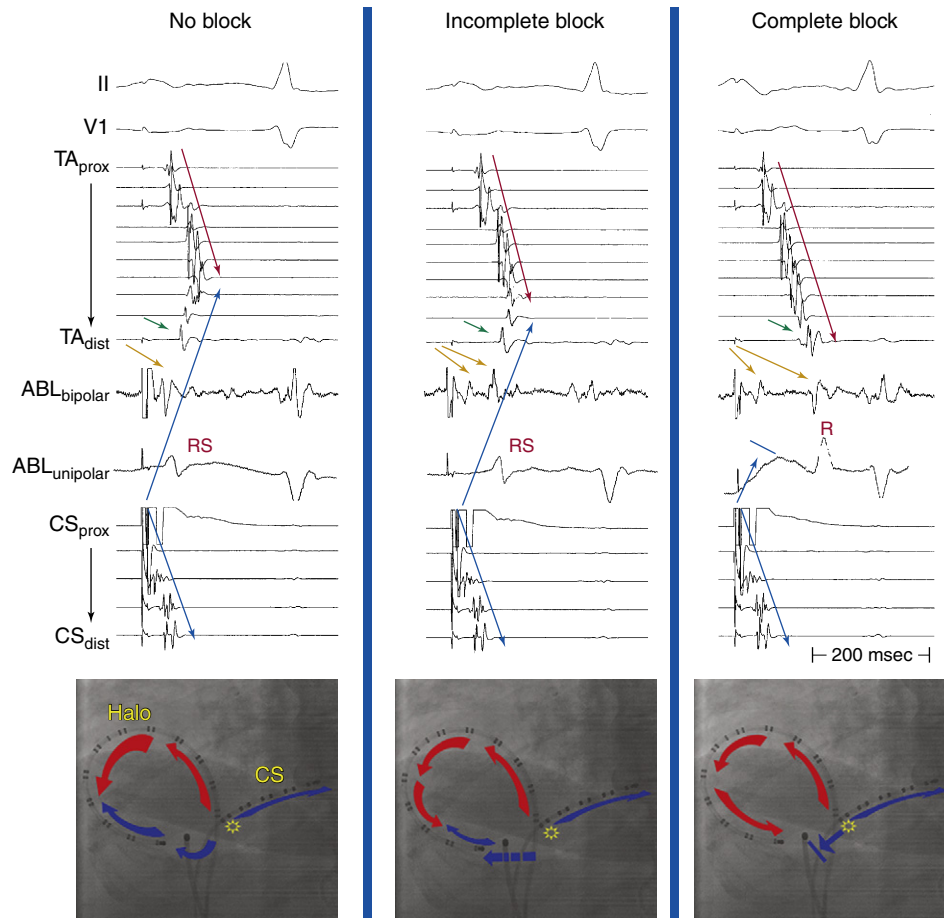 No block
Incomplete block
Complete block
II
V1
TAprox
TAdist
ABLbipolar
RS
RS
R
ABLunipolar
CSprox
CSdist
200 msec
Halo
CS